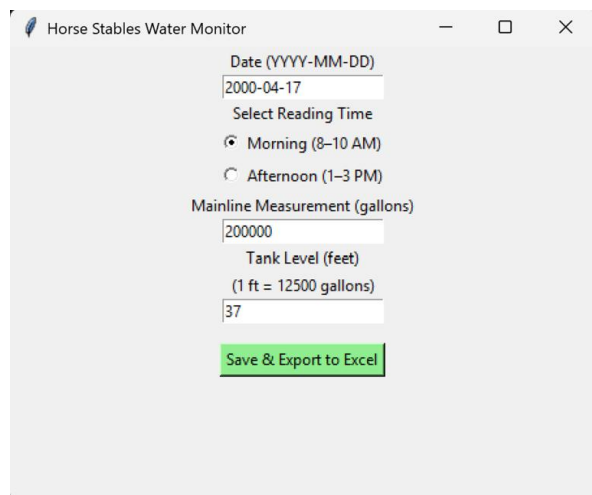 Horse Stables Water Monitor
Date (YYYY-MM-DD)
2000-04-17
Select Reading Time
Morning (8–10 AM)
Afternoon (1–3 PM)
Mainline Measurement (gallons)
200000
Tank Level (feet)
(1 ft = 12500 gallons)
37
Save & Export to Excel